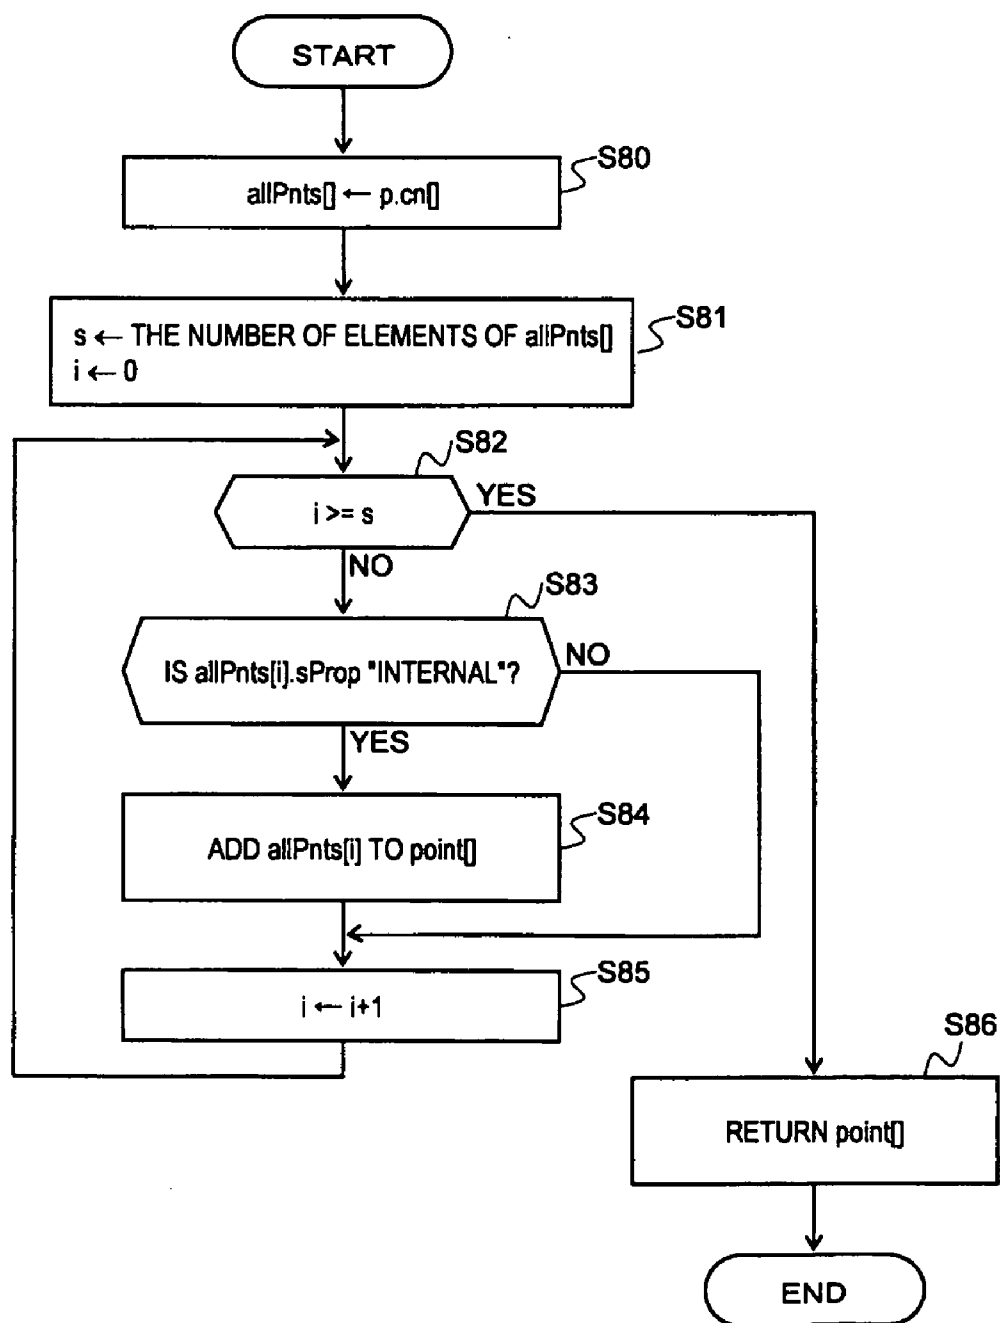 START
S80
allPnts[] ← p.cn[]
S81
s ← THE NUMBER OF ELEMENTS OF allPnts[]
i ← 0
S82
i >= s
YES
NO
S83
IS allPnts[i].sProp "INTERNAL"?
NO
YES
S84
ADD allPnts[i] TO point[]
S85
i ← i+1
S86
RETURN point[]
END